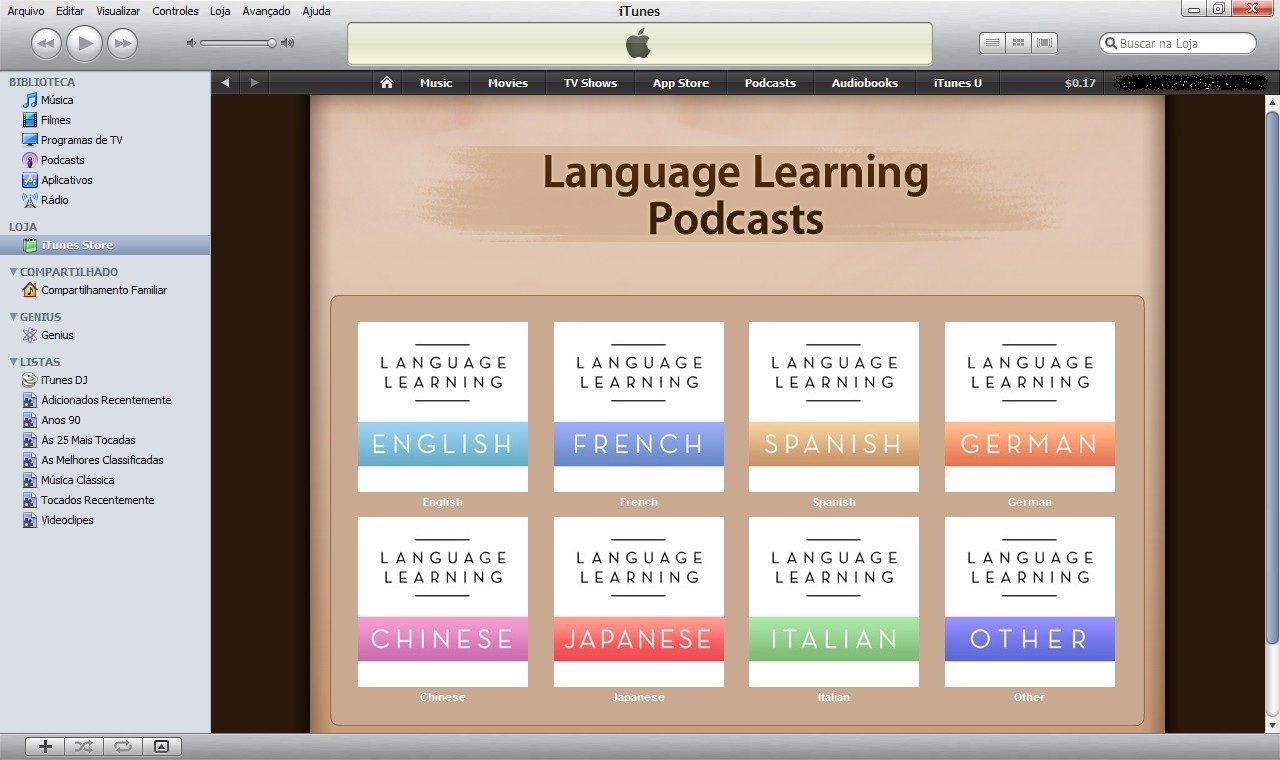 Arquivo Editar Visualizar Controles Loja Avançado Ajuda
iTunes
Buscar na Loja
BIBLIOTECA
Música
Filmes
Programas de TV
Podcasts
Aplicativos
Rádio
LOJA
iTunes Store
COMPARTILHADO
Compartilhamento Familiar
GENIUS
Genius
LISTAS
iTunes DJ
Adicionados Recentemente
Anos 90
As 25 Mais Tocadas
As Melhores Classificadas
Música Clássica
Tocados Recentemente
Videoclipes
Music Movies TV Shows App Store Podcasts Audiobooks iTunes U $0.17
Language Learning
Podcasts
LANGUAGE
LEARNING
ENGLISH
English
LANGUAGE
LEARNING
FRENCH
French
LANGUAGE
LEARNING
SPANISH
Spanish
LANGUAGE
LEARNING
GERMAN
German
LANGUAGE
LEARNING
CHINESE
Chinese
LANGUAGE
LEARNING
JAPANESE
Japanese
LANGUAGE
LEARNING
ITALIAN
Italian
LANGUAGE
LEARNING
OTHER
Other